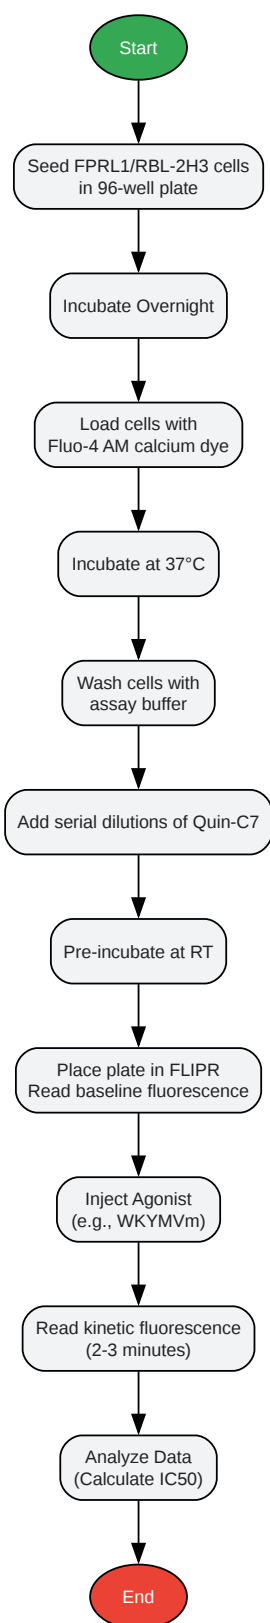 Start
Seed FPRL1/RBL-2H3 cells
in 96-well plate
Incubate Overnight
Load cells with
Fluo-4 AM calcium dye
Incubate at 37°C
Wash cells with
assay buffer
Add serial dilutions of Quin-C7
Pre-incubate at RT
Place plate in FLIPR
Read baseline fluorescence
Inject Agonist
(e.g., WKYMVm)
Read kinetic fluorescence
(2-3 minutes)
Analyze Data
(Calculate IC50)
End